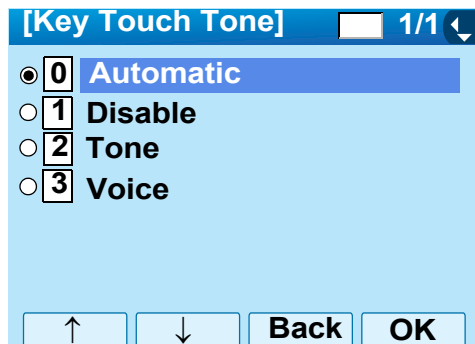 [Key Touch Tone] 1/1
0 Automatic
1 Disable
2 Tone
3 Voice
↑ ↓ Back OK